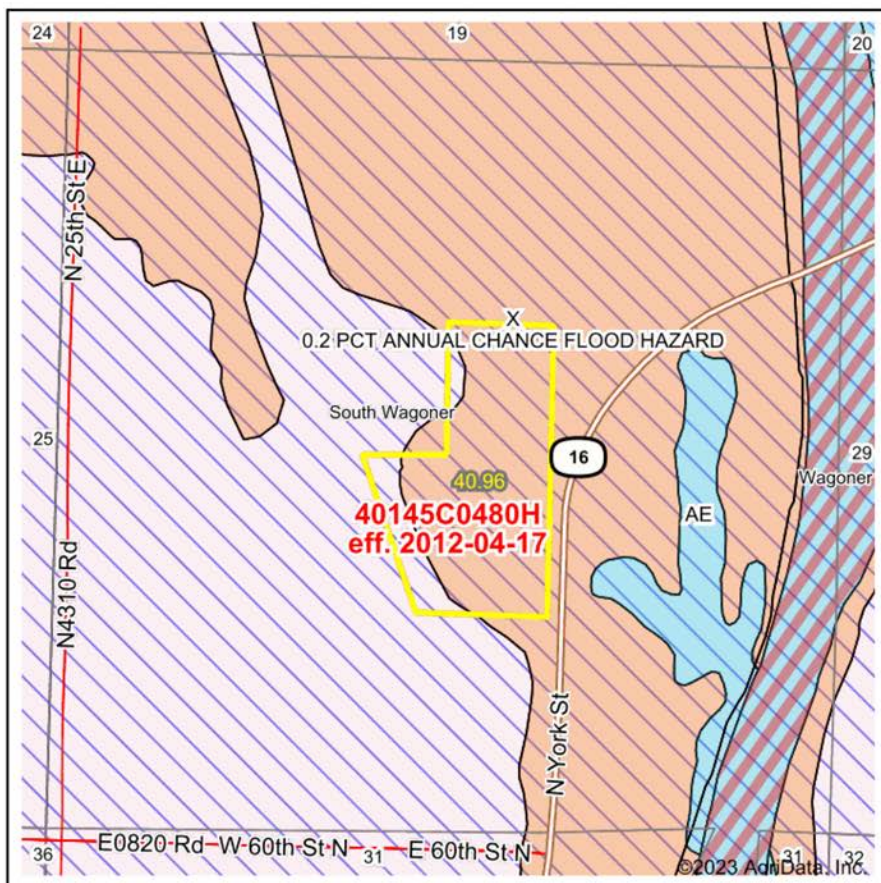 24
19
20
N 25th St E
X
0.2 PCT ANNUAL CHANCE FLOOD HAZARD
South Wagoner
25
16
29
Wagoner
40.96
40145C0480H
eff. 2012-04-17
AE
N4310 Rd
N York St
E0820 Rd W 60th St N
E 60th St N
36
31
31
32
©2023 AgriData, Inc.